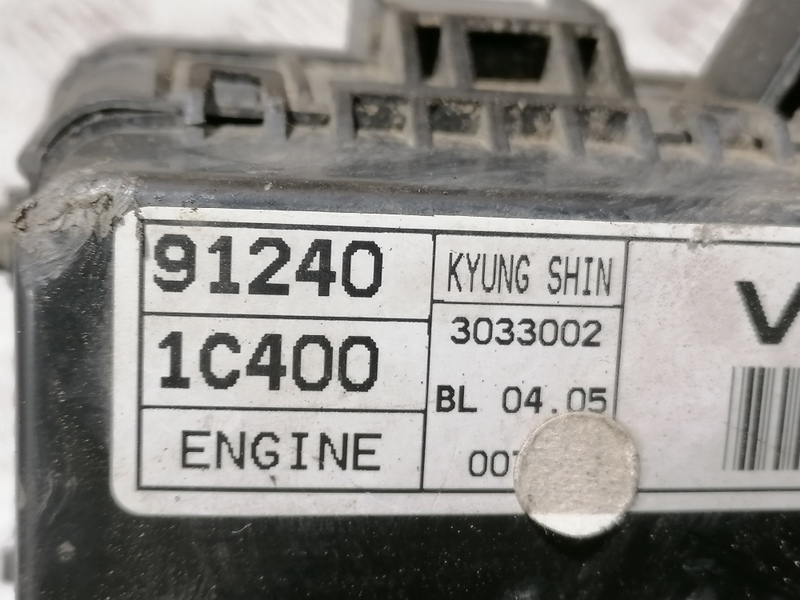 91240
1C400
ENGINE
KYUNG SHIN
3033002
BL 04.05